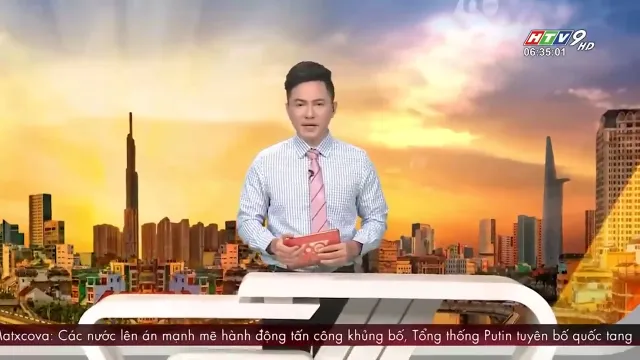 HTV9 HD
06:35:01
Matxcova: Các nước lên án mạnh mẽ hành động tấn công khủng bố, Tổng thống Putin tuyên bố quốc tang